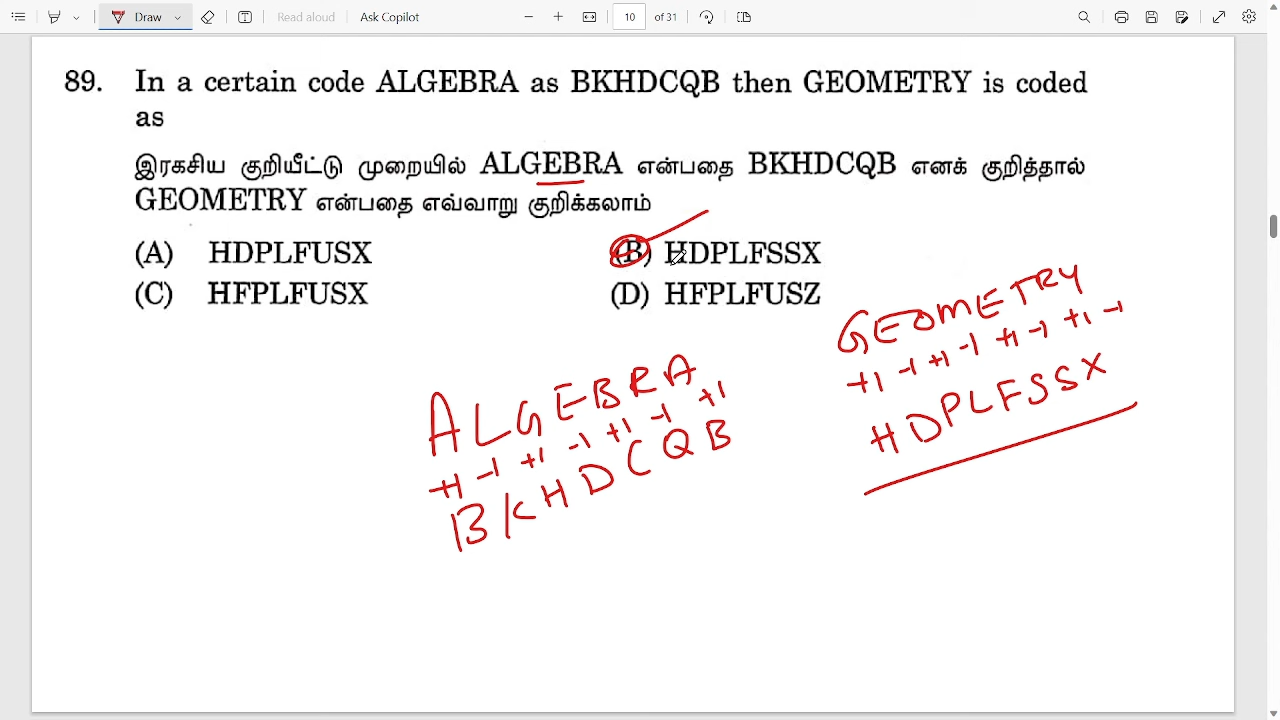 Draw Read aloud Ask Copilot 10 of 31
89. In a certain code ALGEBRA as BKHDCQB then GEOMETRY is coded
as
இரகசிய குறியீட்டு முறையில் ALGEBRA என்பதை BKHDCQB எனக் குறித்தால்
GEOMETRY என்பதை எவ்வாறு குறிக்கலாம்
(A) HDPLFUSX (B) HDPLFSSX
(C) HFPLFUSX (D) HFPLFUSZ
GEOMETRY
+1 -1 +1 -1 +1 -1 +1 -1
HDPLFSSX
ALGEBRA
+1 -1 +1 -1 +1 -1 +1
BKHDCQB